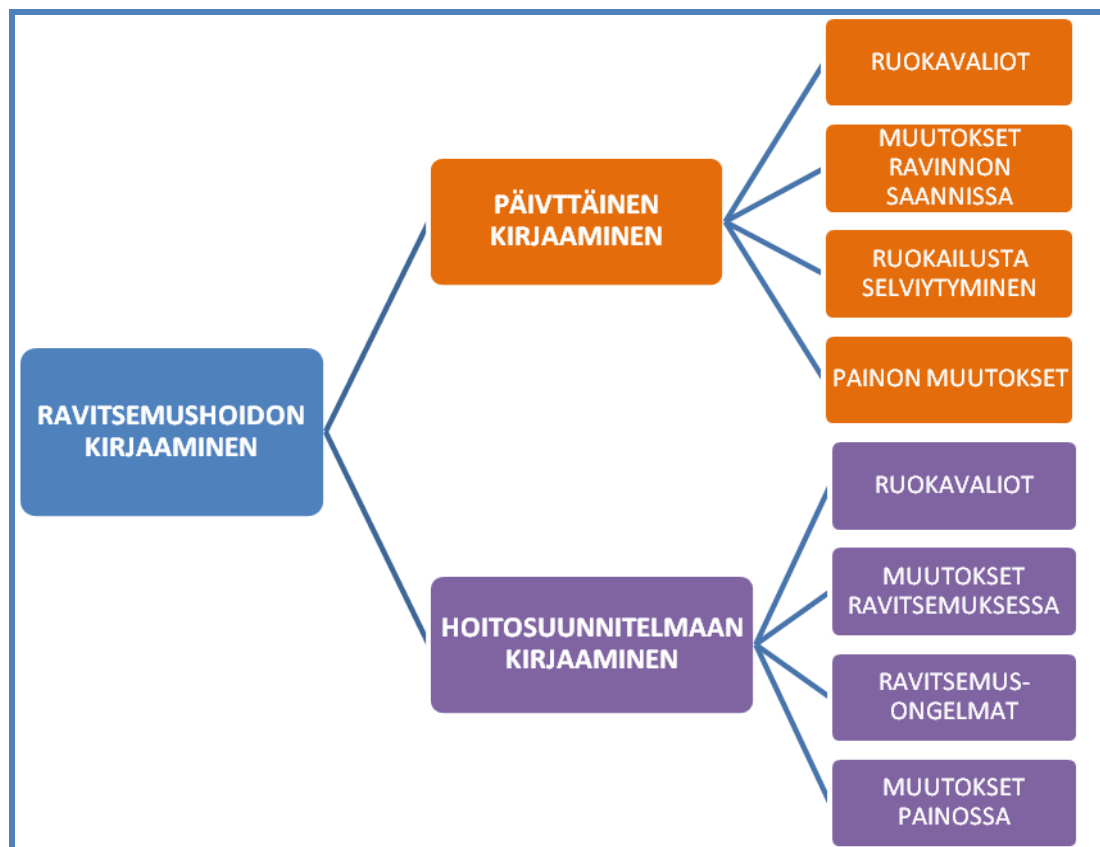 RAVITSEMUSHOIDON
KIRJAAMINEN
PÄIVTTÄINEN
KIRJAAMINEN
RUOKAVALIOT
MUUTOKSET
RAVINNON
SAANNISSA
RUOKAILUSTA
SELVIYTYMINEN
PAINON MUUTOKSET
HOITOSUUNNITELMAAN
KIRJAAMINEN
RUOKAVALIOT
MUUTOKSET
RAVITSEMUKSESSA
RAVITSEMUS-
ONGELMAT
MUUTOKSET
PAINOSSA